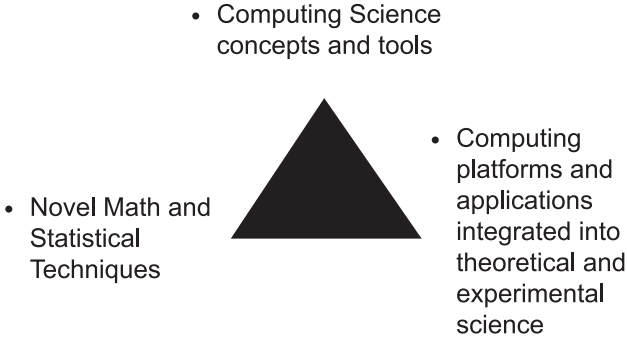 • Computing Science
concepts and tools
• Computing
platforms and
applications
integrated into
theoretical and
experimental
science
• Novel Math and
Statistical
Techniques